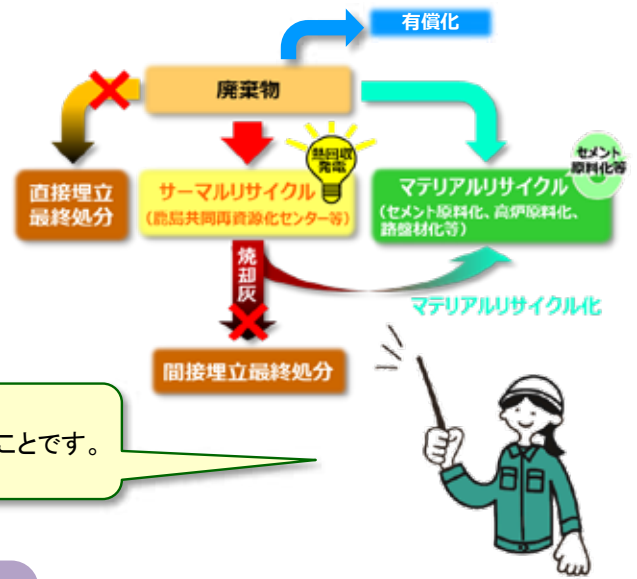 有償化
廃棄物
熱回収
発電
セメント
原料化等
直接埋立
最終処分
サーマルリサイクル
（鹿島共同再資源化センター等）
マテリアルリサイクル
（セメント原料化、高炉原料化、
路盤材化等）
焼却灰
マテリアルリサイクル化
間接埋立最終処分
ことです。